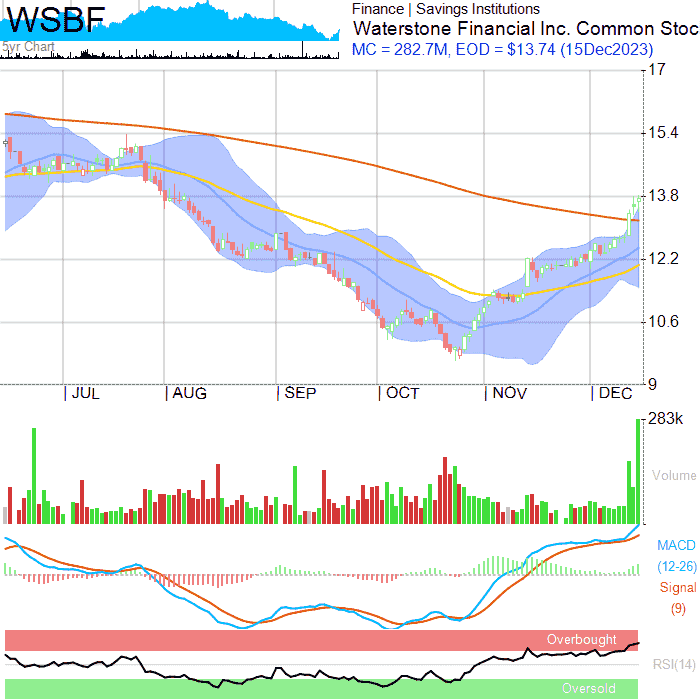 WSBF
5yr Chart
Finance | Savings Institutions
Waterstone Financial Inc. Common Stoc
MC = 282.7M, EOD = $13.74 (15Dec2023)
17
15.4
13.8
12.2
10.6
9
| JUL | AUG | SEP | OCT | NOV | DEC
283k
Volume
MACD
(12-26)
Signal
(9)
Overbought
RSI(14)
Oversold